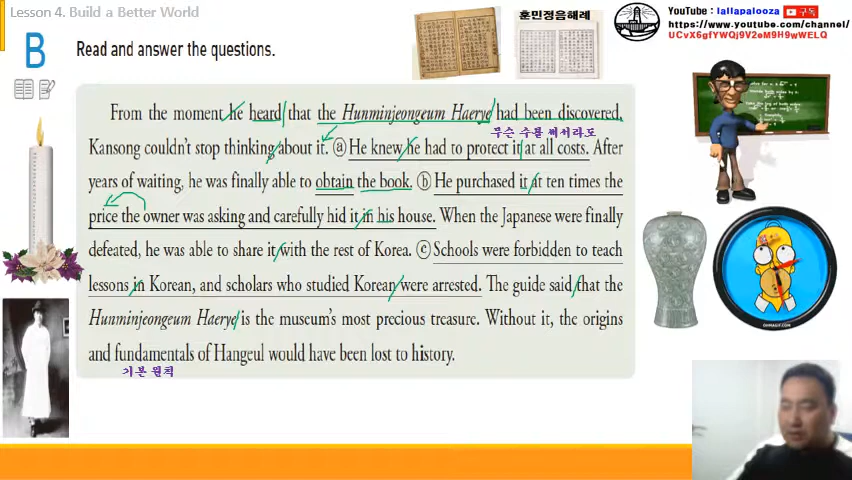 Lesson 4. Build a Better World
훈민정음해례
YouTube : lallapalooza 구독
https://www.youtube.com/channel/
UCvX6gfYWQj9V2eM9H9wWELQ
B
Read and answer the questions.
From the moment he heard that the Hunminjeongeum Haerye had been discovered,
무슨 수를 써서라도
Kansong couldn't stop thinking about it. ⓐ He knew he had to protect it at all costs. After
years of waiting, he was finally able to obtain the book. ⓑ He purchased it at ten times the
price the owner was asking and carefully hid it in his house. When the Japanese were finally
defeated, he was able to share it with the rest of Korea. ⓒ Schools were forbidden to teach
lessons in Korean, and scholars who studied Korean were arrested. The guide said that the
Hunminjeongeum Haerye is the museum's most precious treasure. Without it, the origins
and fundamentals of Hangeul would have been lost to history.
기본 원칙